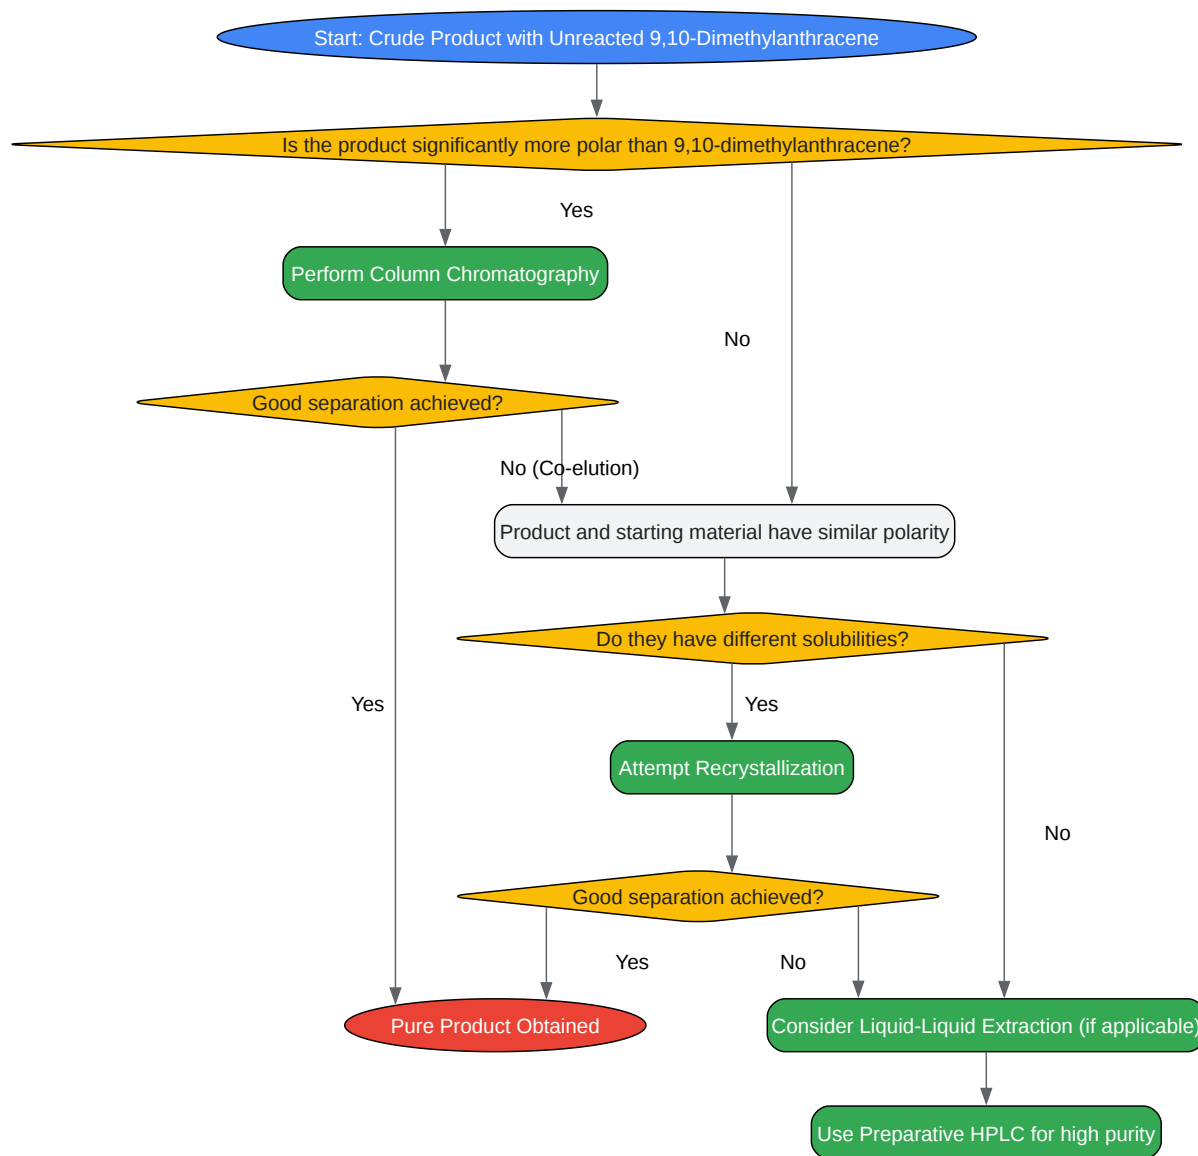 Start: Crude Product with Unreacted 9,10-Dimethylanthracene
Is the product significantly more polar than 9,10-dimethylanthracene?
Yes
Perform Column Chromatography
No
Good separation achieved?
No (Co-elution)
Product and starting material have similar polarity
Do they have different solubilities?
Yes
Yes
Attempt Recrystallization
No
Good separation achieved?
Yes
No
Pure Product Obtained
Consider Liquid-Liquid Extraction (if applicable)
Use Preparative HPLC for high purity